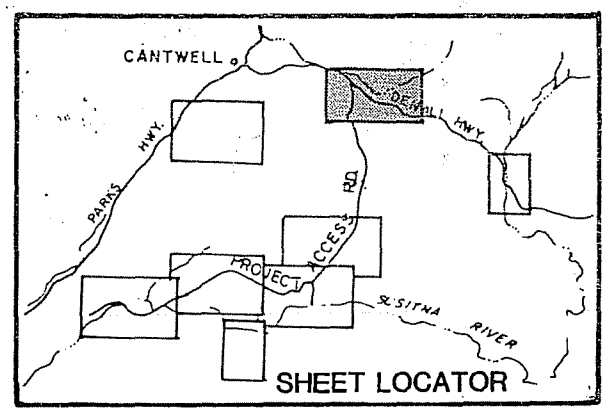 CANTWELL
DENALI HWY.
PARKS HWY.
PROJECT ACCESS RD.
SUSITNA RIVER
SHEET LOCATOR